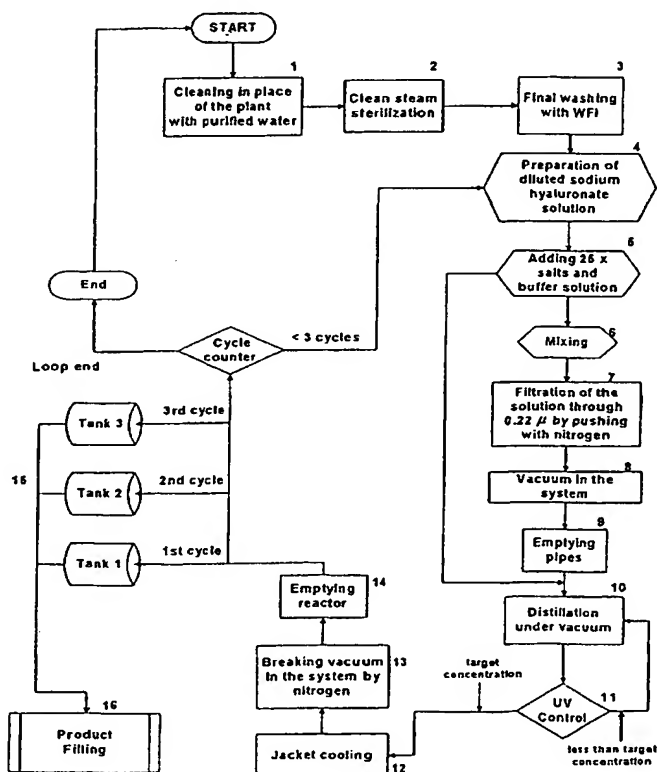 START
1
Cleaning in place
of the plant
with purified water
2
Clean steam
sterilization
3
Final washing
with WFI
4
Preparation of
diluted sodium
hyaluronate
solution
5
Adding 25 x
salts and
buffer solution
6
Mixing
7
Filtration of the
solution through
0.22 μ by pushing
with nitrogen
8
Vacuum in the
system
9
Emptying
pipes
10
Distillation
under vacuum
11
UV
Control
less than target
concentration
target
concentration
12
Jacket cooling
13
Breaking vacuum
in the system by
nitrogen
14
Emptying
reactor
1st cycle
Tank 1
2nd cycle
Tank 2
3rd cycle
Tank 3
15
16
Product
Filling
Cycle
counter
< 3 cycles
Loop end
End